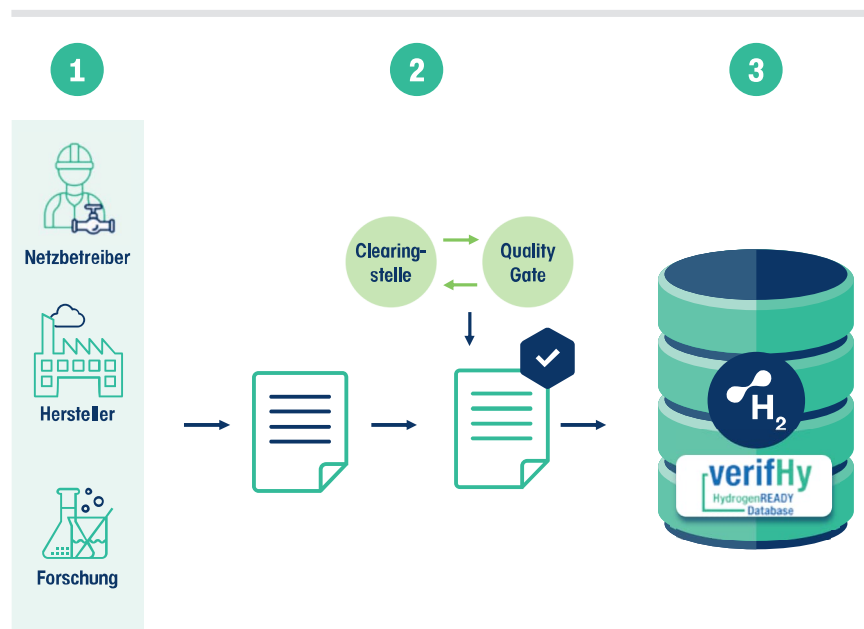 1
2
3
Netzbetreiber
Hersteller
Forschung
Clearing-
stelle
Quality
Gate
H₂
verifHy
HydrogenREADY
Database